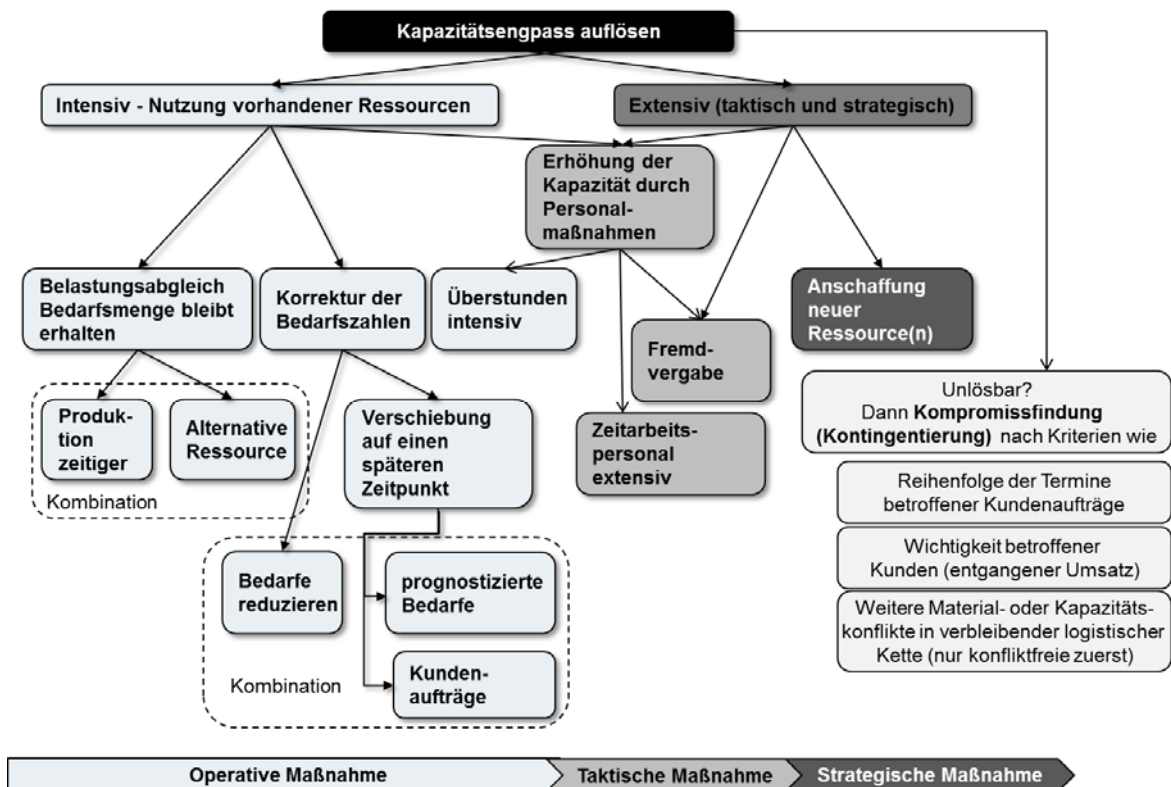 Kapazitätsengpass auflösen
Intensiv - Nutzung vorhandener Ressourcen
Extensiv (taktisch und strategisch)
Erhöhung der
Kapazität durch
Personal-
maßnahmen
Belastungsabgleich
Bedarfsmenge bleibt
erhalten
Korrektur der
Bedarfszahlen
Überstunden
intensiv
Anschaffung
neuer
Ressource(n)
Fremd-
vergabe
Produk-
tion
zeitiger
Alternative
Ressource
Kombination
Verschiebung
auf einen
späteren
Zeitpunkt
Zeitarbeits-
personal
extensiv
Unlösbar?
Dann Kompromissfindung
(Kontingentierung) nach Kriterien wie
Reihenfolge der Termine
betroffener Kundenaufträge
Wichtigkeit betroffener
Kunden (entgangener Umsatz)
Weitere Material- oder Kapazitäts-
konflikte in verbleibender logistischer
Kette (nur konfliktfreie zuerst)
Bedarfe
reduzieren
prognostizierte
Bedarfe
Kunden-
aufträge
Kombination
Operative Maßnahme
Taktische Maßnahme
Strategische Maßnahme